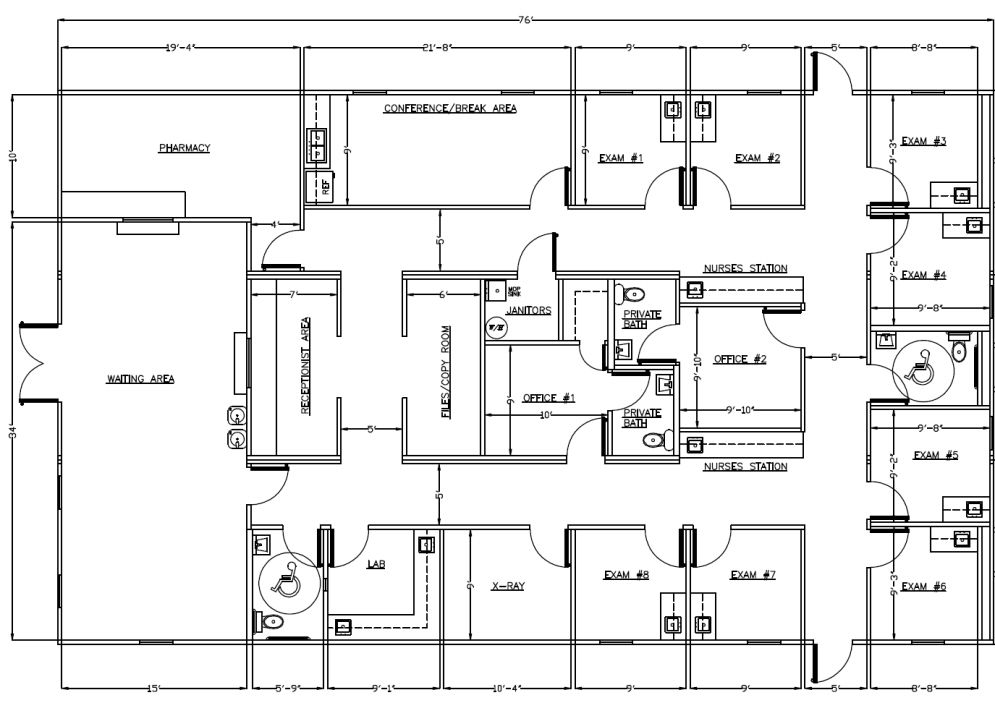 76'
19'-4"
21'-8"
9'
9'
5'
8'-8"
CONFERENCE/BREAK AREA
10'
PHARMACY
9'
REF
9'
EXAM #1
EXAM #2
9'-3"
EXAM #3
4'
5'
9'-2"
EXAM #4
NURSES STATION
7'
6'
MOP
SINK
JANITORS
W/H
PRIVATE
BATH
9'-8"
RECEPTIONIST AREA
FILES/COPY ROOM
9'-10"
OFFICE #2
5'
WAITING AREA
34'
9'
OFFICE #1
10'
9'-10"
PRIVATE
BATH
5'
9'-8"
9'-2"
EXAM #5
NURSES STATION
5'
LAB
9'
X-RAY
EXAM #8
EXAM #7
9'-3"
EXAM #6
15'
5'-9"
9'-1"
10'-4"
9'
9'
5'
8'-8"